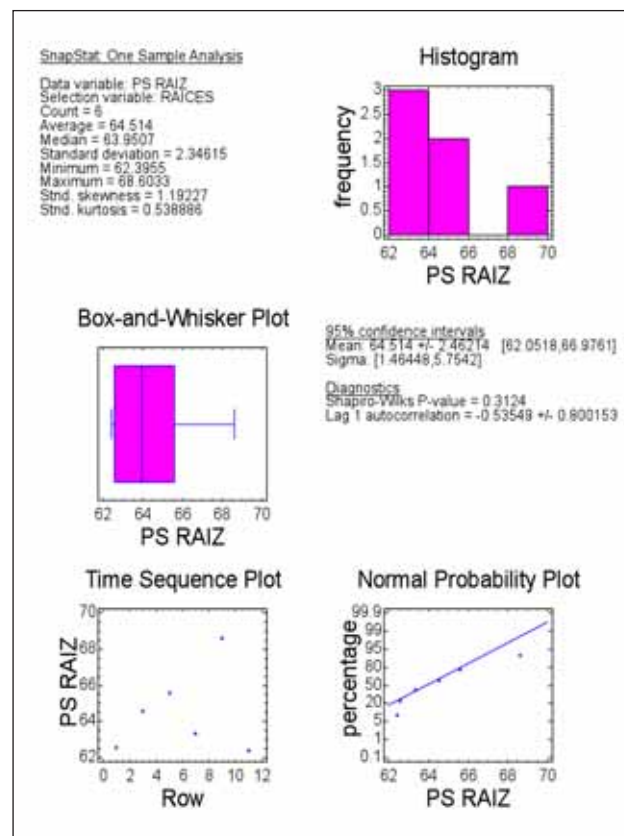 SnapStat: One Sample Analysis
Data variable: PS RAIZ
Selection variable: RAICES
Count = 6
Average = 64.514
Median = 63.9507
Standard deviation = 2.34615
Minimum = 62.3955
Maximum = 68.6033
Stnd. skewness = 1.19227
Stnd. kurtosis = 0.538886
Histogram
frequency
3
2.5
2
1.5
1
0.5
0
62 64 66 68 70
PS RAIZ
Box-and-Whisker Plot
62 64 66 68 70
PS RAIZ
95% confidence intervals
Mean: 64.514 +/- 2.46214 [62.0518,66.9761]
Sigma: [1.46448,5.7542]
Diagnostics
Shapiro-Wilks P-value = 0.3124
Lag 1 autocorrelation = -0.53549 +/- 0.800153
Time Sequence Plot
PS RAIZ
70
68
66
64
62
0 2 4 6 8 10 12
Row
Normal Probability Plot
percentage
99.9
99
95
80
50
20
5
1
0.1
62 64 66 68 70
PS RAIZ